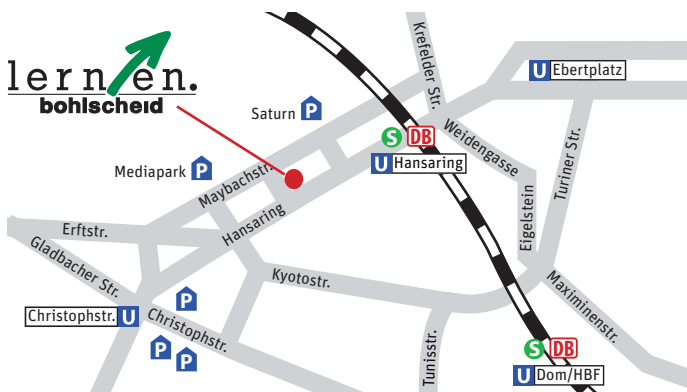 lernen.
bohlscheid
Krefelder Str.
U Ebertplatz
Saturn P
S DB
Weidengasse
Turiner Str.
Mediapark P
Maybachstr.
U Hansaring
Hansaring
Eigelstein
Erftstr.
Gladbacher Str.
Kyotostr.
Maximinenstr.
P
Christophstr. U
Christophstr.
P P
Tunisstr.
S DB
U Dom/HBF